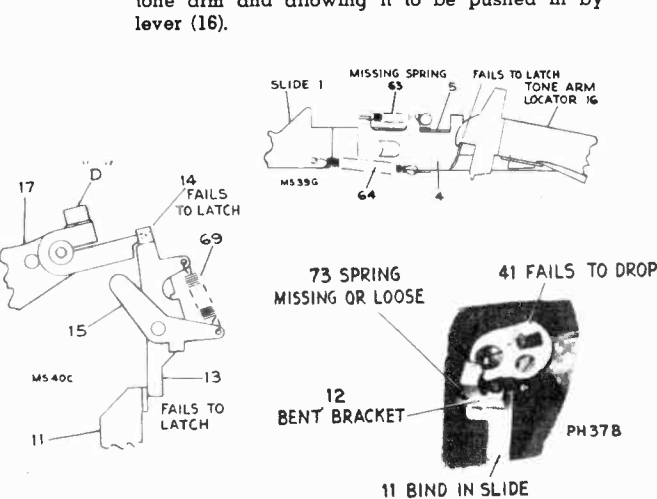 tone arm and allowing it to be pushed in by
lever (16).
SLIDE 1
MISSING SPRING
63
5
FAILS TO LATCH
TONE ARM
LOCATOR 16
MS39G
64
4
17
D
14
FAILS
TO LATCH
69
15
MS40C
13
FAILS TO
LATCH
11
73 SPRING
MISSING OR LOOSE
41 FAILS TO DROP
12
BENT BRACKET
PH37B
11 BIND IN SLIDE